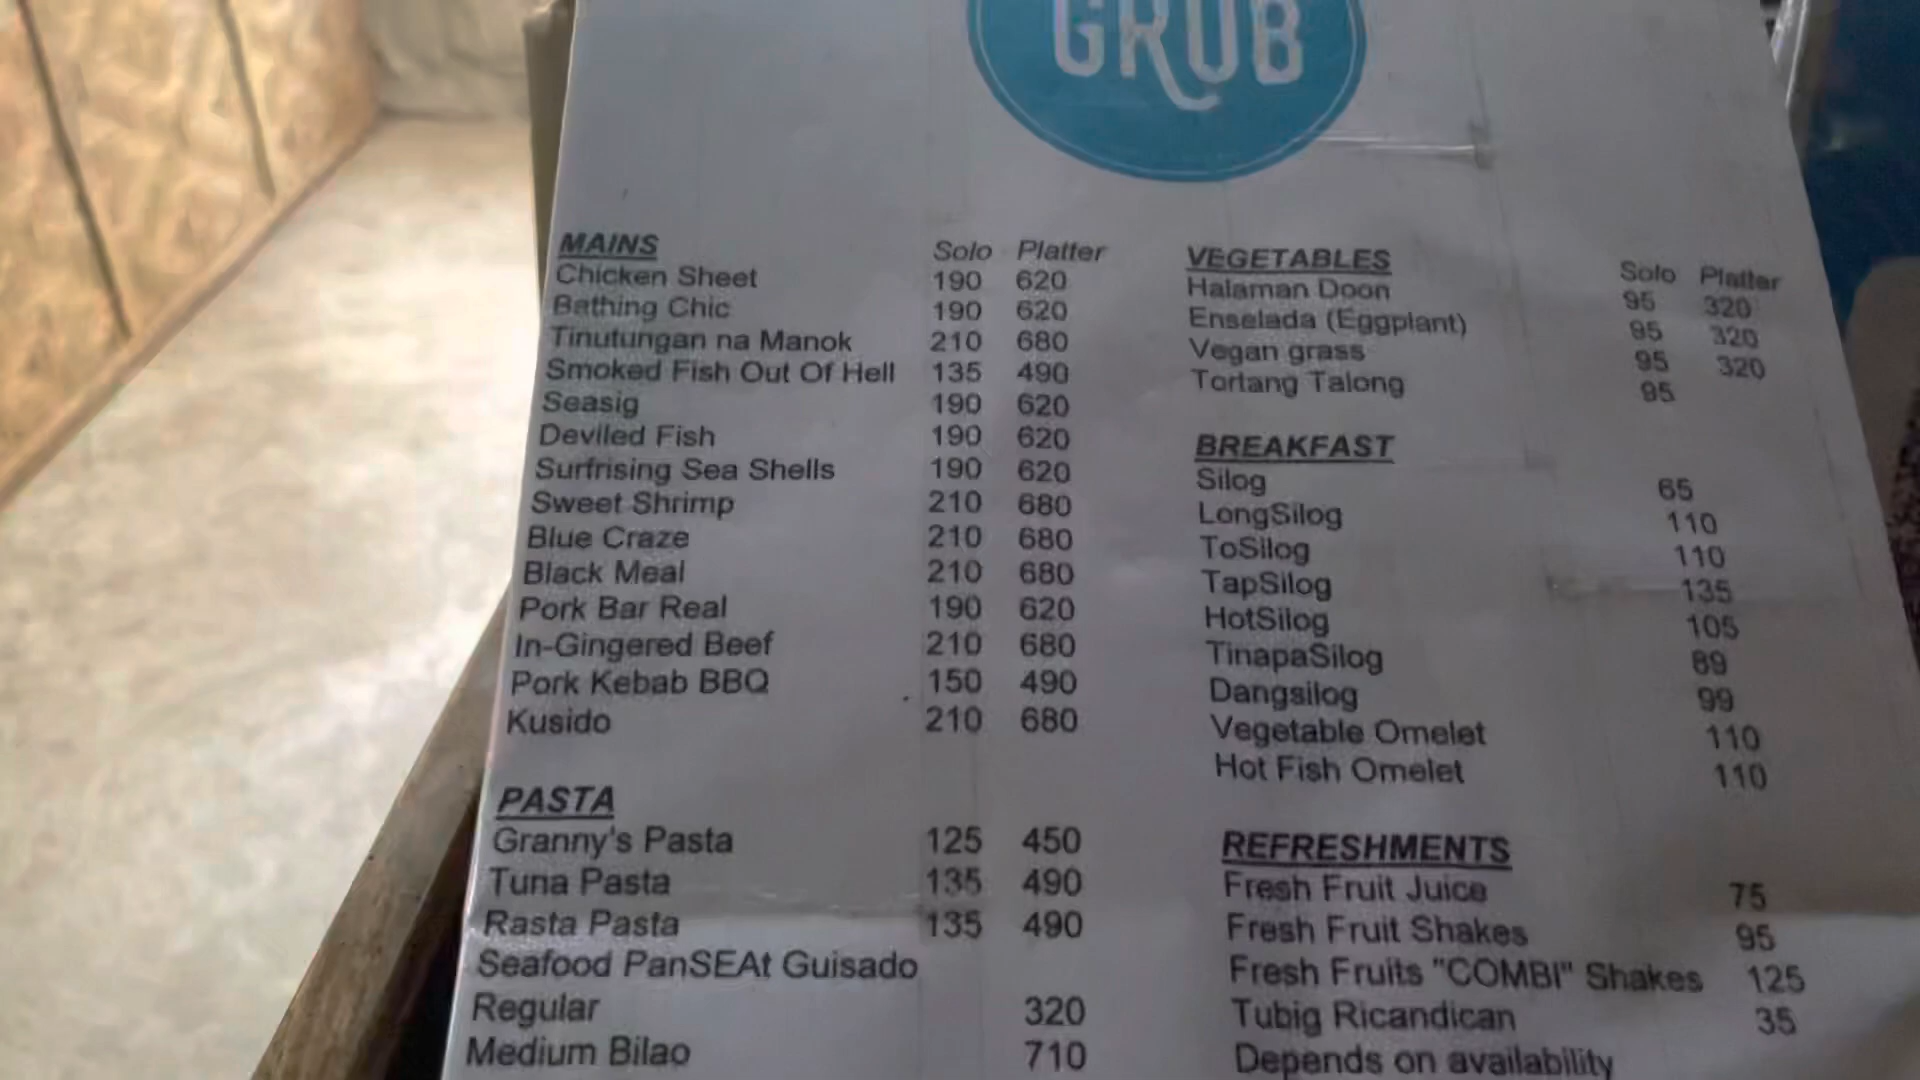 GRUB
MAINS Solo Platter
Chicken Sheet 190 620
Bathing Chic 190 620
Tinutungan na Manok 210 680
Smoked Fish Out Of Hell 135 490
Seasig 190 620
Deviled Fish 190 620
Surfrising Sea Shells 190 620
Sweet Shrimp 210 680
Blue Craze 210 680
Black Meal 210 680
Pork Bar Real 190 620
In-Gingered Beef 210 680
Pork Kebab BBQ 150 490
Kusido 210 680
PASTA
Granny's Pasta 125 450
Tuna Pasta 135 490
Rasta Pasta 135 490
Seafood PanSEAt Guisado
Regular 320
Medium Bilao 710
VEGETABLES Solo Platter
Halaman Doon 95 320
Enselada (Eggplant) 95 320
Vegan grass 95 320
Tortang Talong 95
BREAKFAST
Silog 65
LongSilog 110
ToSilog 110
TapSilog 135
HotSilog 105
TinapaSilog 89
Dangsilog 99
Vegetable Omelet 110
Hot Fish Omelet 110
REFRESHMENTS
Fresh Fruit Juice 75
Fresh Fruit Shakes 95
Fresh Fruits "COMBI" Shakes 125
Tubig Ricandican 35
Depends on availability